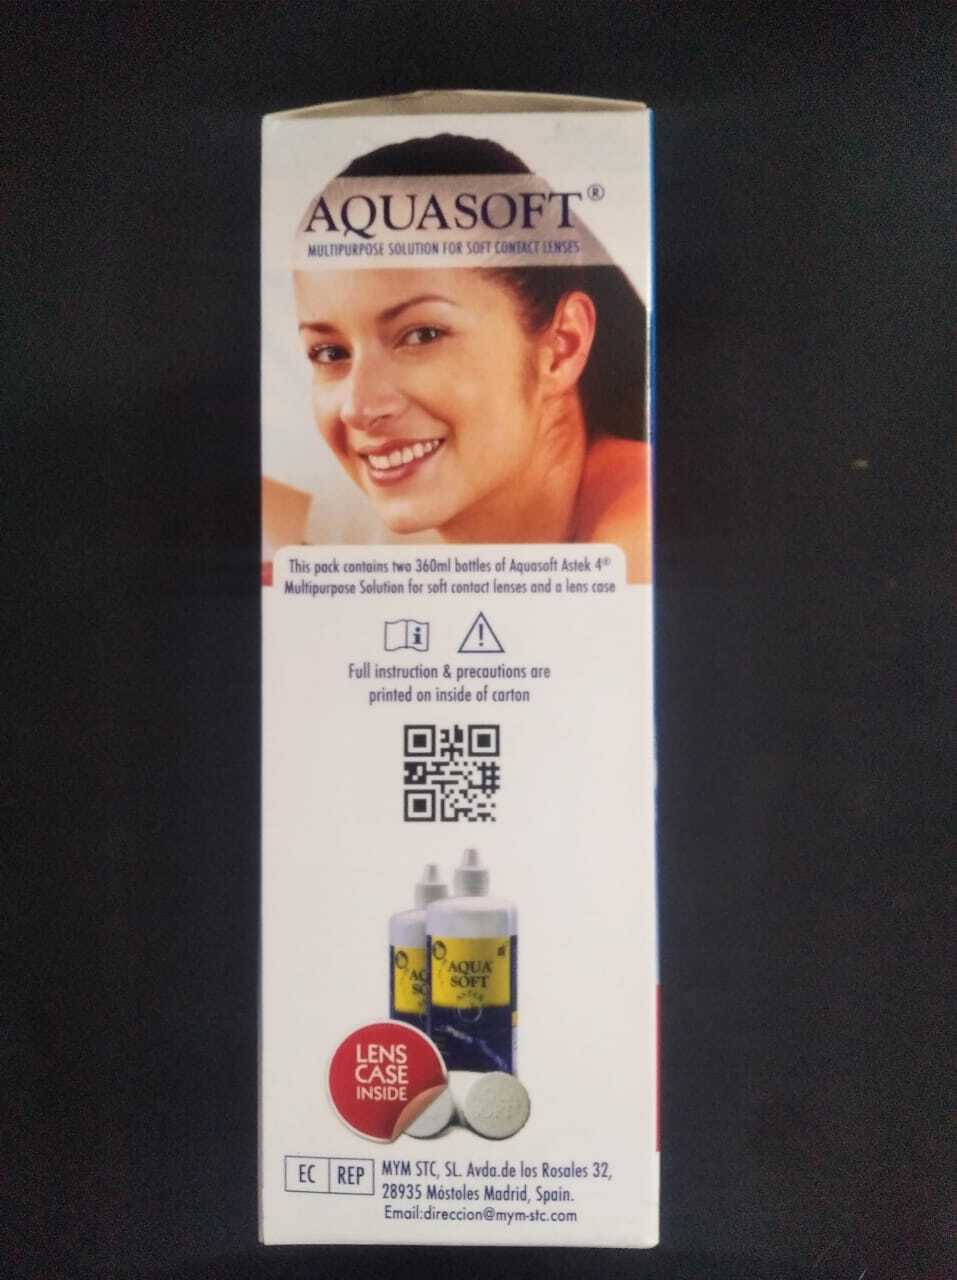 AQUASOFT®
MULTIPURPOSE SOLUTION FOR SOFT CONTACT LENSES
This pack contains two 360ml bottles of Aquasoft Astek 4®
Multipurpose Solution for soft contact lenses and a lens case
Full instruction & precautions are
printed on inside of carton
AQUA
SOFT
LENS
CASE
INSIDE
EC REP
MYM STC, SL. Avda.de los Rosales 32,
28935 Móstoles Madrid, Spain.
Email:direccion@mym-stc.com